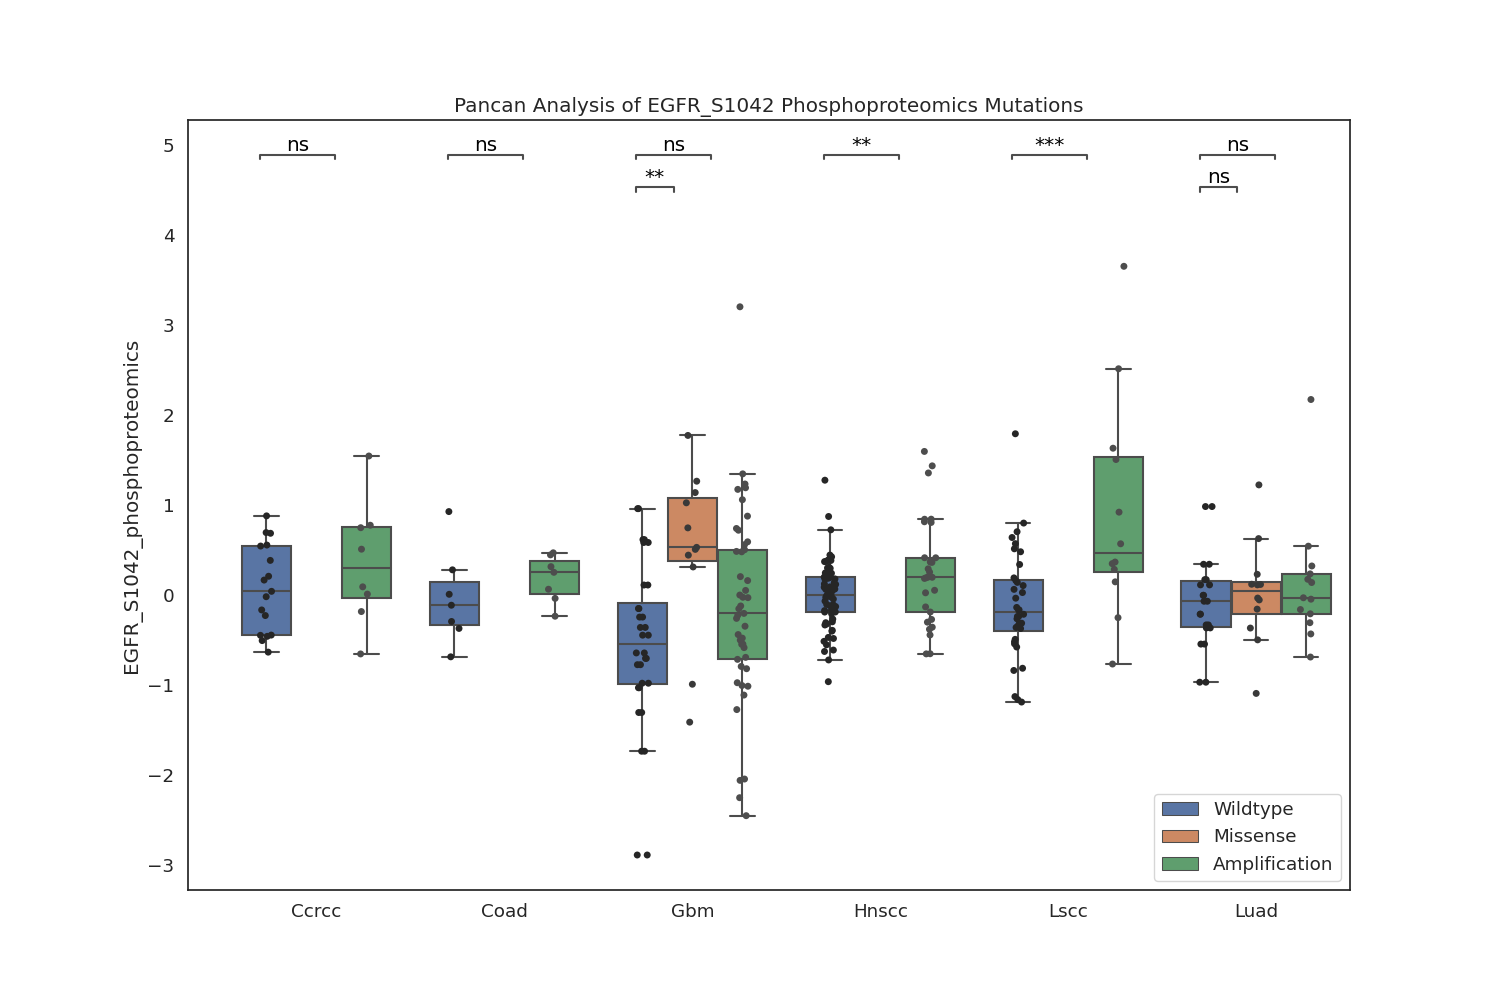 Pancan Analysis of EGFR_S1042 Phosphoproteomics Mutations
EGFR_S1042_phosphoproteomics
5
4
3
2
1
0
−1
−2
−3
ns
ns
ns
**
**
***
ns
ns
Wildtype
Missense
Amplification
Ccrcc
Coad
Gbm
Hnscc
Lscc
Luad